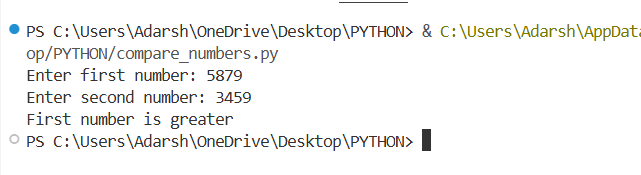 PS C:\Users\Adarsh\OneDrive\Desktop\PYTHON> & C:\Users\Adarsh\AppData
op/PYTHON/compare_numbers.py
Enter first number: 5879
Enter second number: 3459
First number is greater
PS C:\Users\Adarsh\OneDrive\Desktop\PYTHON>